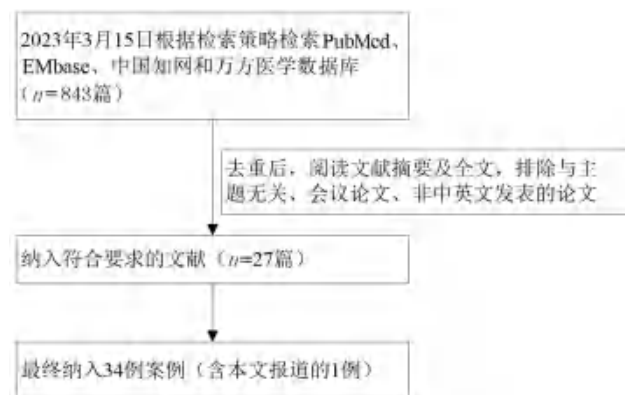 2023年3月15日根据检索策略检索PubMed、
EMbase、中国知网和万方医学数据库
（n=843篇）
去重后，阅读文献摘要及全文，排除与主
题无关、会议论文、非中英文发表的论文
纳入符合要求的文献（n=27篇）
最终纳入34例案例（含本文报道的1例）